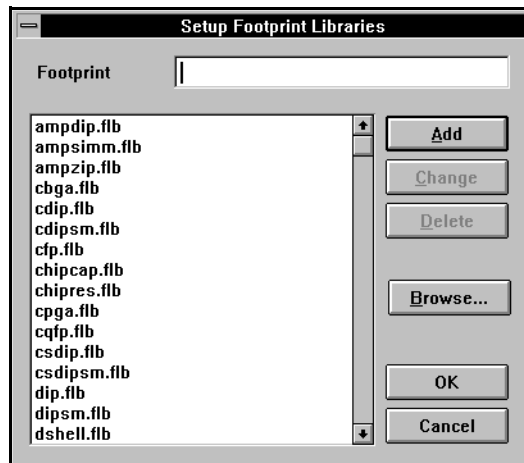 Setup Footprint Libraries
Footprint
ampdip.flb
ampsimm.flb
ampzip.flb
cbga.flb
cdip.flb
cdipsm.flb
cfp.flb
chipcap.flb
chipres.flb
cpga.flb
cqfp.flb
csdip.flb
csdipsm.flb
dip.flb
dipsm.flb
dshell.flb
Add
Change
Delete
Browse...
OK
Cancel